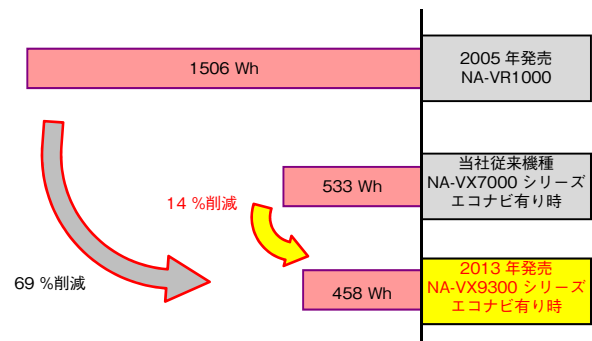 1506 Wh
2005 年発売
NA-VR1000
533 Wh
当社従来機種
NA-VX7000 シリーズ
エコナビ有り時
14 %削減
69 %削減
458 Wh
2013 年発売
NA-VX9300 シリーズ
エコナビ有り時